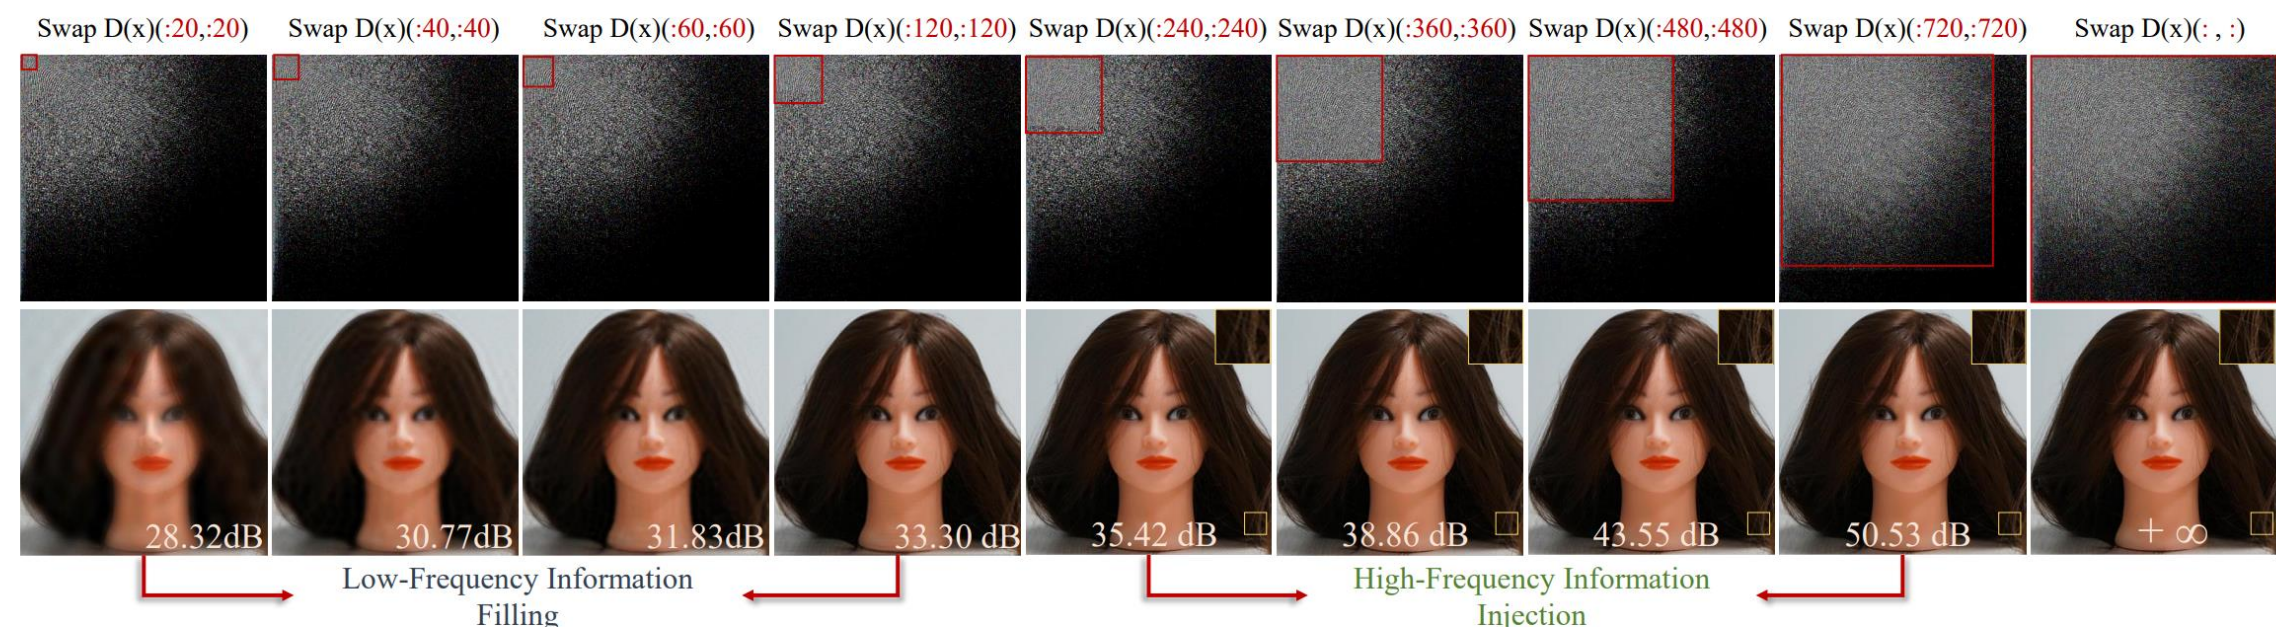 Swap D(x)(:20,:20) Swap D(x)(:40,:40) Swap D(x)(:60,:60) Swap D(x)(:120,:120) Swap D(x)(:240,:240) Swap D(x)(:360,:360) Swap D(x)(:480,:480) Swap D(x)(:720,:720) Swap D(x)(: , :)
28.32dB 30.77dB 31.83dB 33.30 dB 35.42 dB 38.86 dB 43.55 dB 50.53 dB + ∞
Low-Frequency Information
Filling
High-Frequency Information
Injection